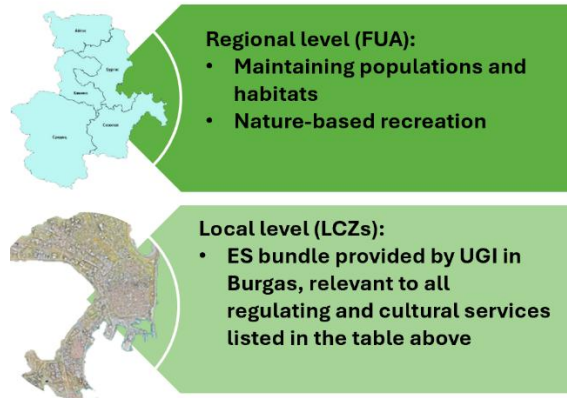 Regional level (FUA):
• Maintaining populations and
habitats
• Nature-based recreation
Local level (LCZs):
• ES bundle provided by UGI in
Burgas, relevant to all
regulating and cultural services
listed in the table above